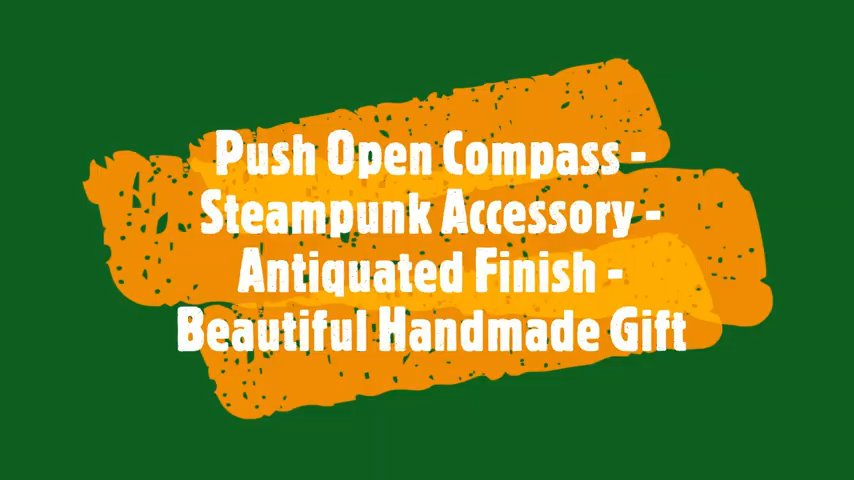 Push Open Compass -
Steampunk Accessory -
Antiquated Finish -
Beautiful Handmade Gift